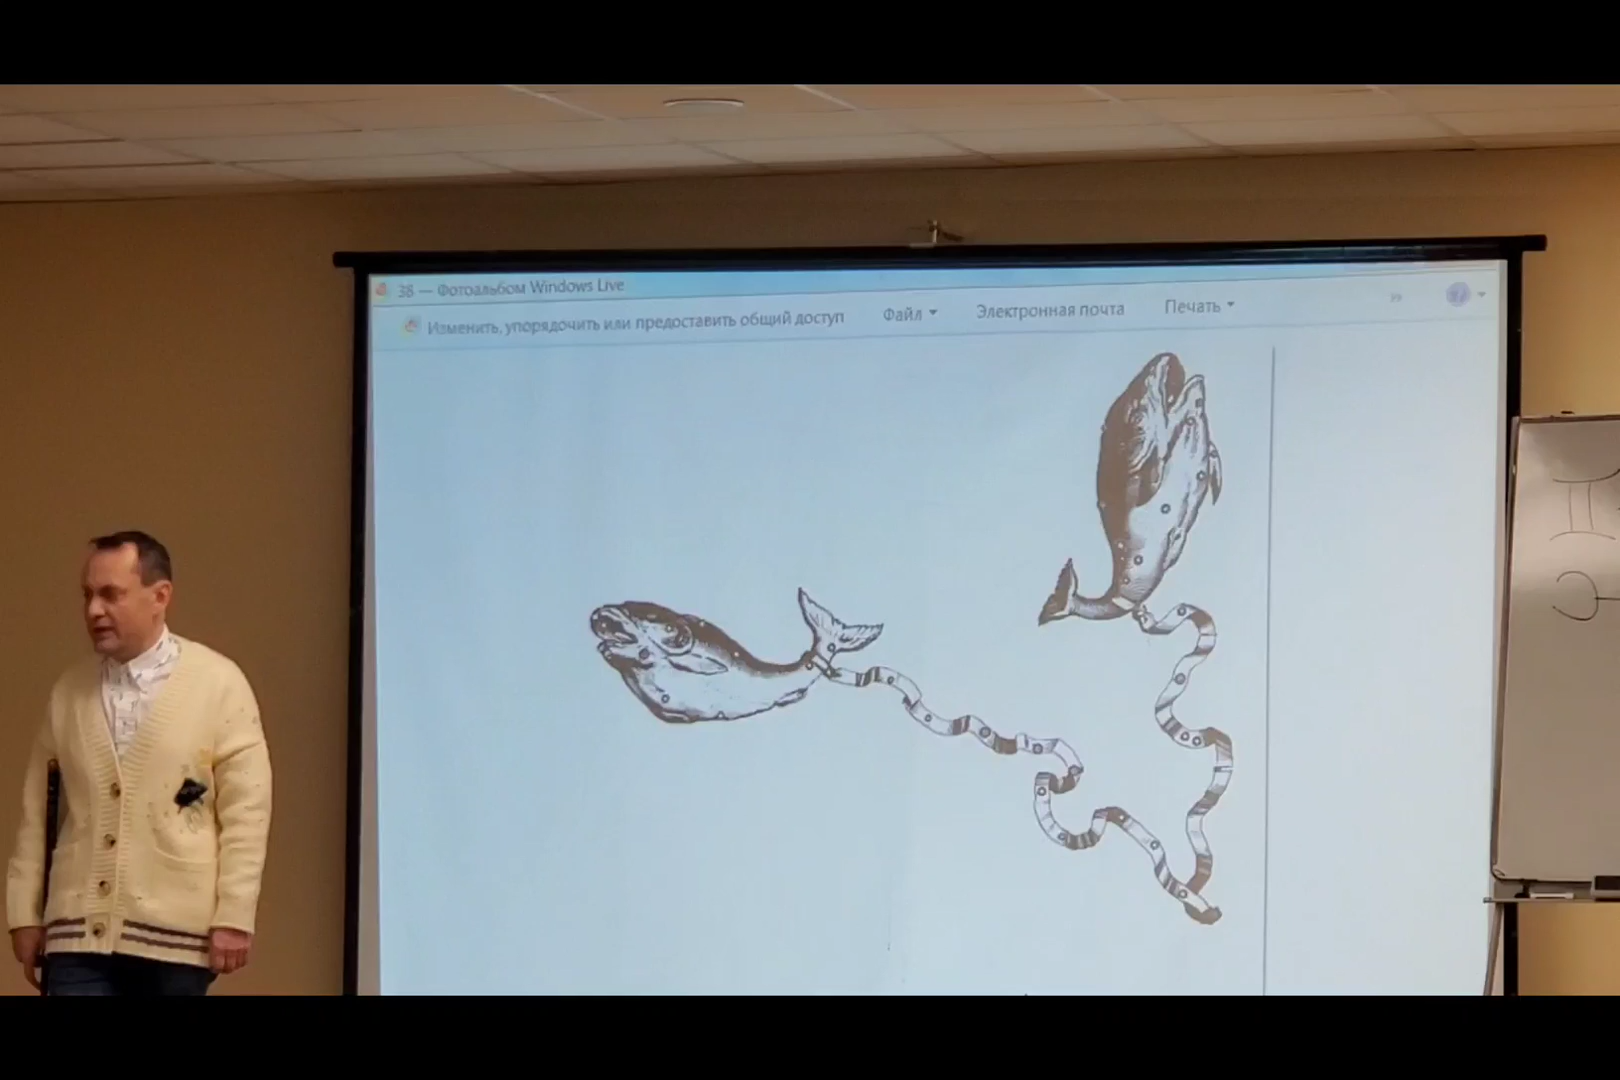 38 — Фотоальбом Windows Live
Изменить, упорядочить или предоставить общий доступ Файл Электронная почта Печать »